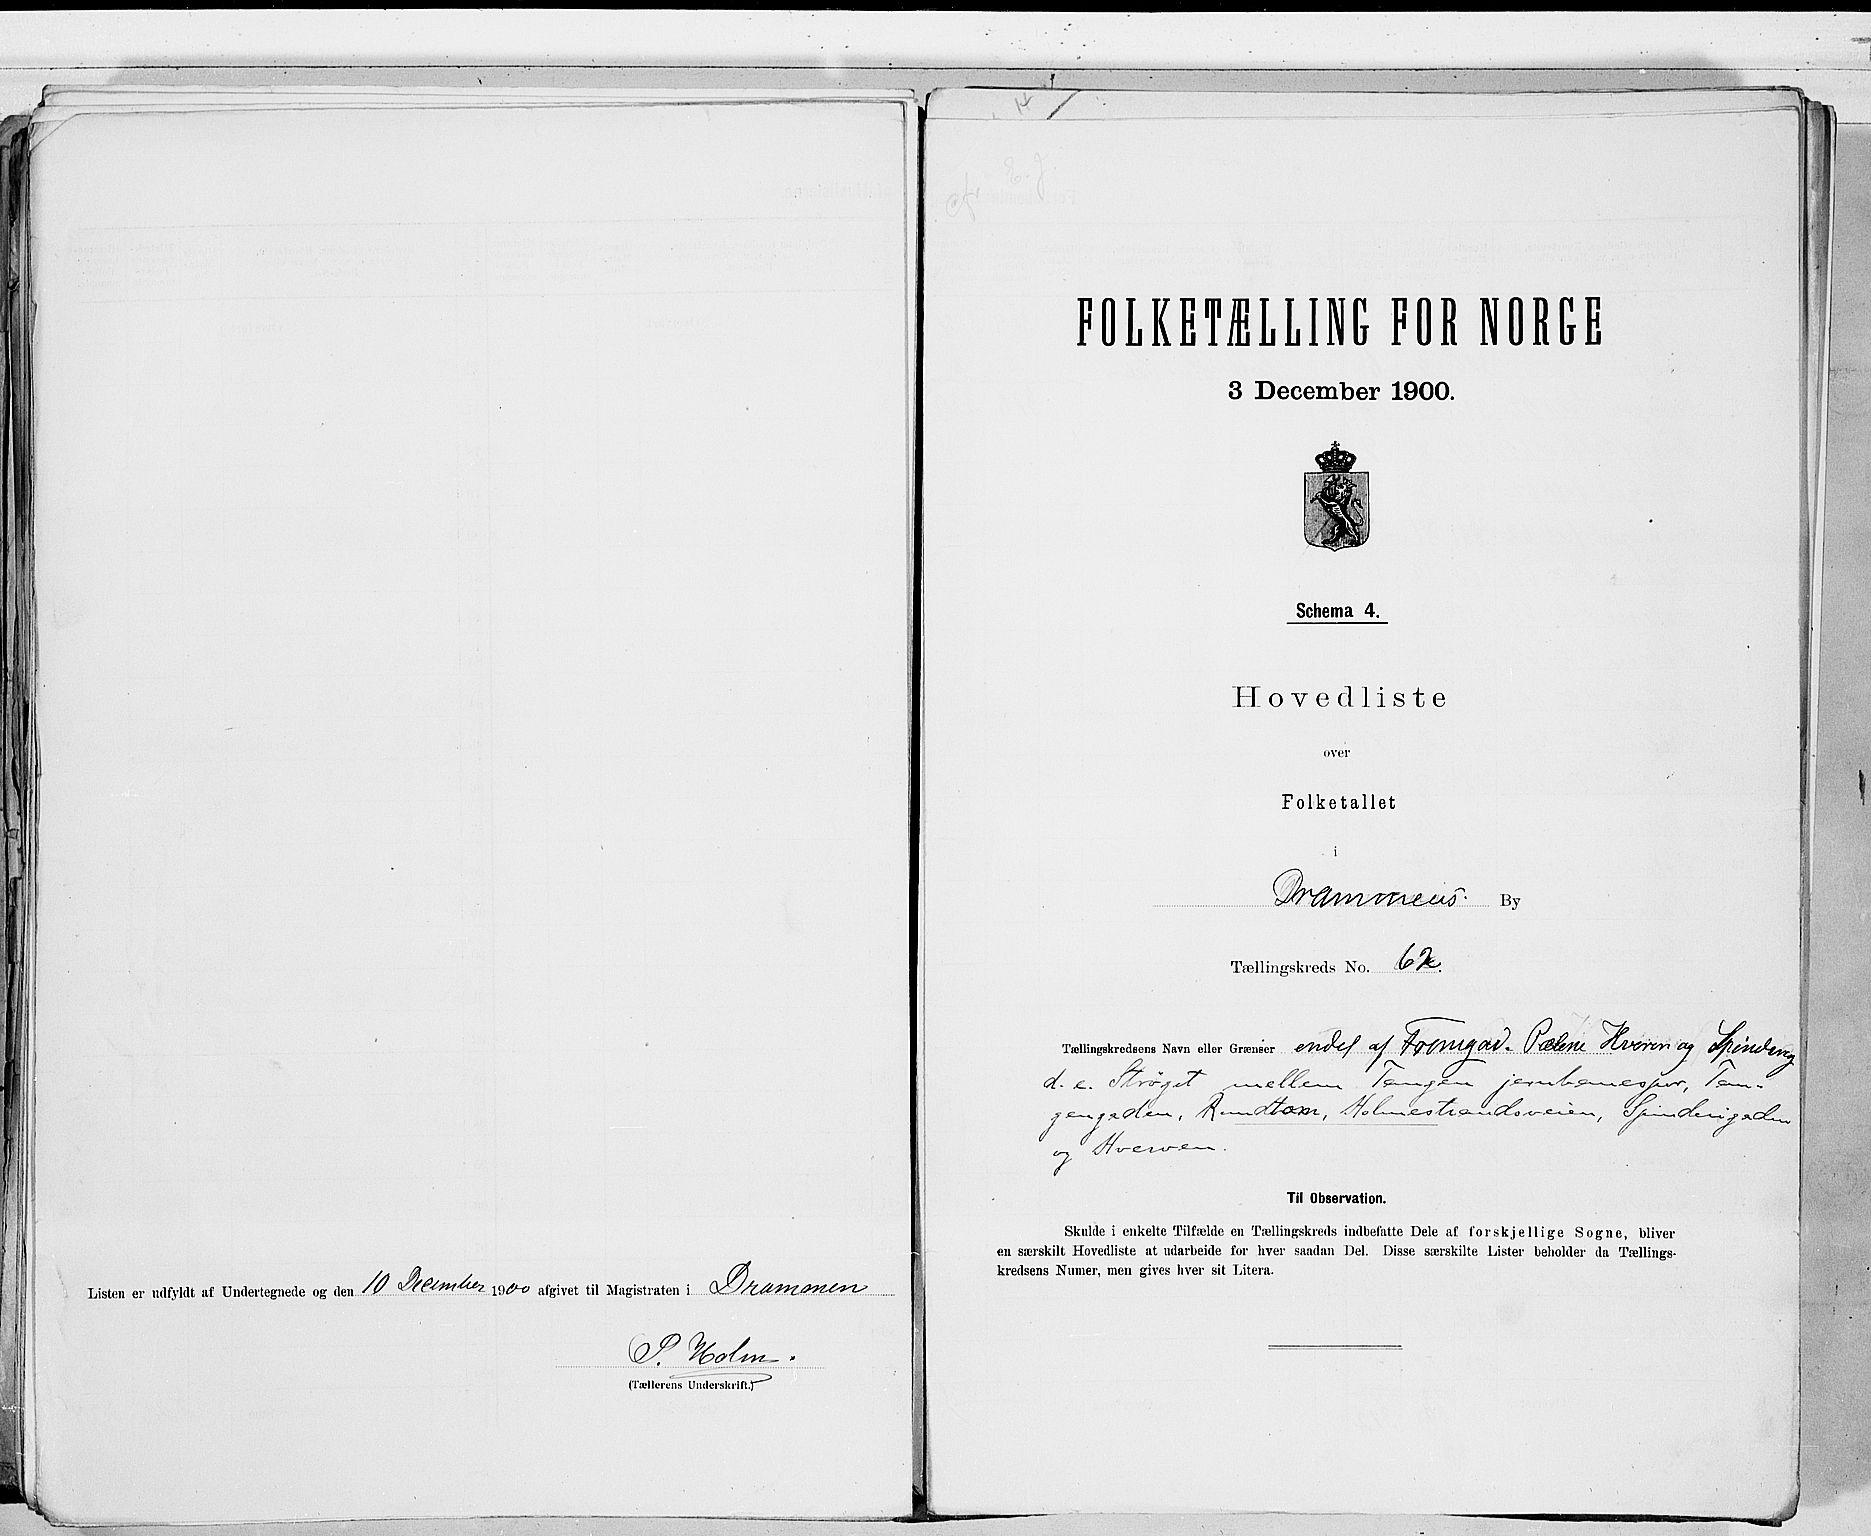 Listen er udfyldt af Undertegnede og den 10 December 1900 afgivet til Magistraten i Drammen
P. Holm.
(Tællerens Underskrift.)
FOLKETÆLLING FOR NORGE
3 December 1900.
Schema 4.
Hovedliste
over
Folketallet
i
Drammens. By
Tællingskreds No. 62.
Tællingskredsens Navn eller Grænser endel af Hverven og
d. e. Strøget mellem Tangen jernbanespor, Tan-
gengaden, Rundtom, Holmestrandsveien, Spinderigaden
og Hverven.
Til Observation.
Skulde i enkelte Tilfælde en Tællingskreds indbefatte Dele af forskjellige Sogne, bliver
en særskilt Hovedliste at udarbeide for hver saadan Del. Disse særskilte Lister beholder da Tællings-
kredsens Numer, men gives hver sit Litera.